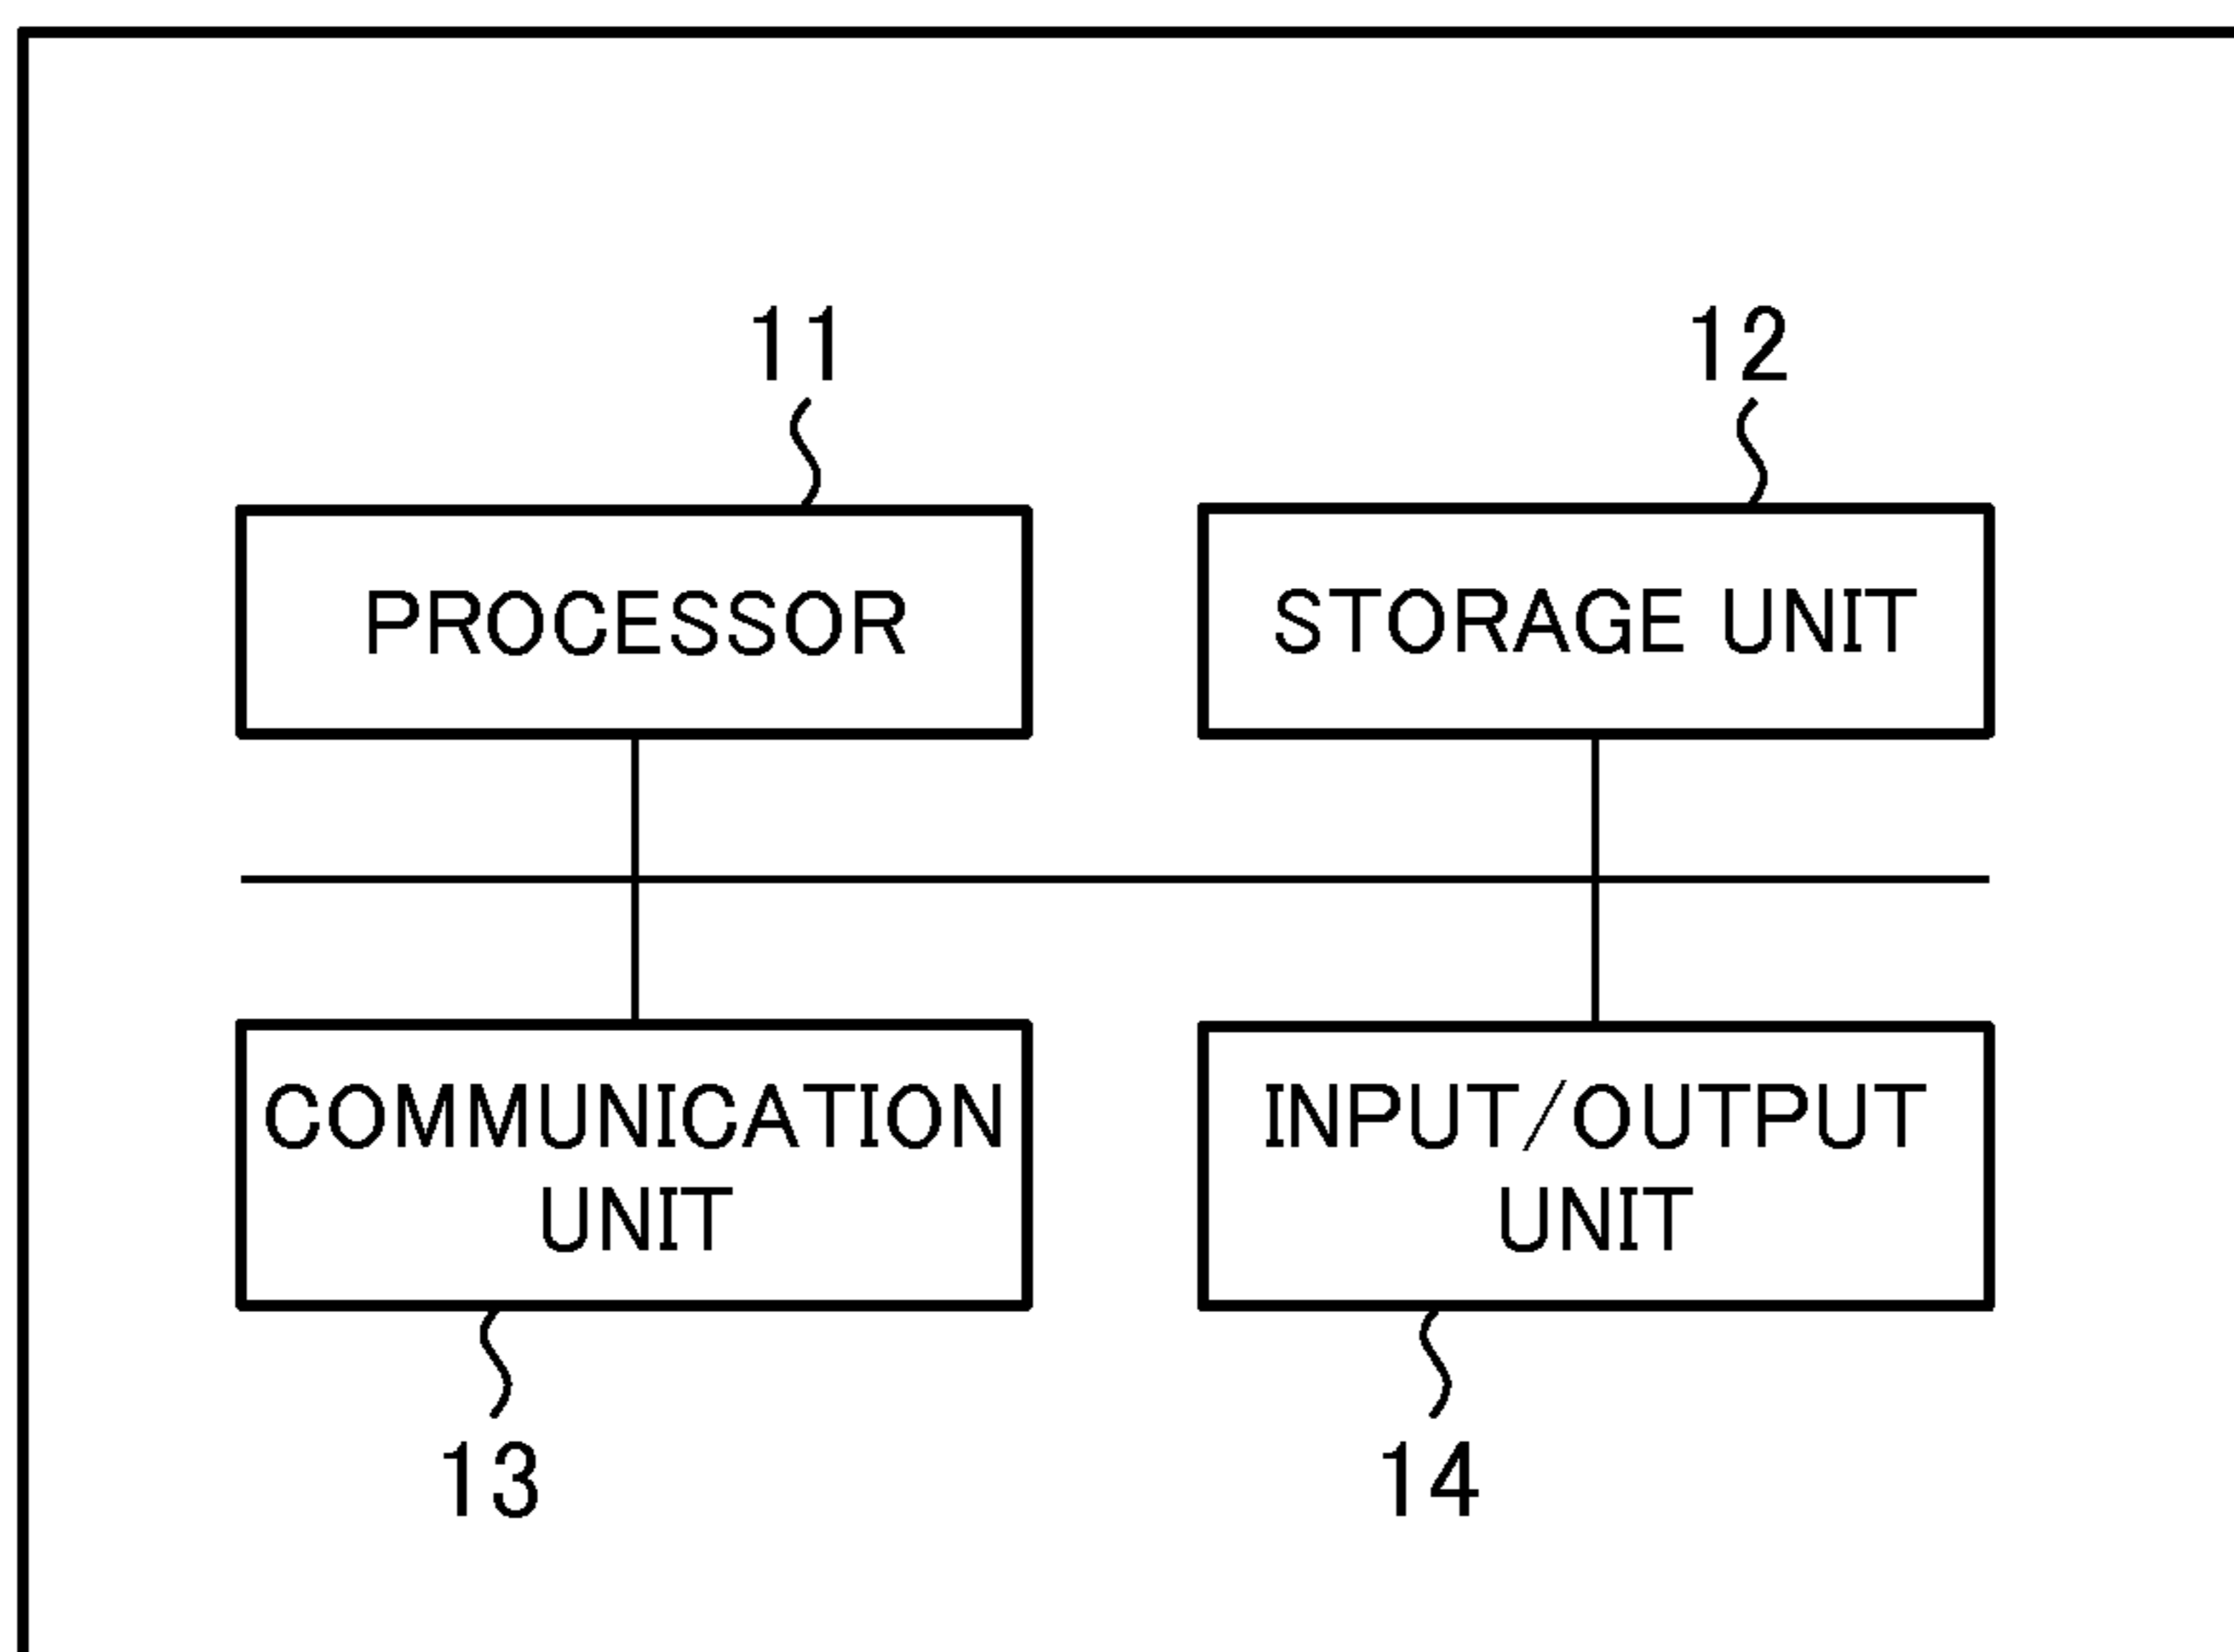 11
12
PROCESSOR
STORAGE UNIT
COMMUNICATION
UNIT
INPUT/OUTPUT
UNIT
13
14